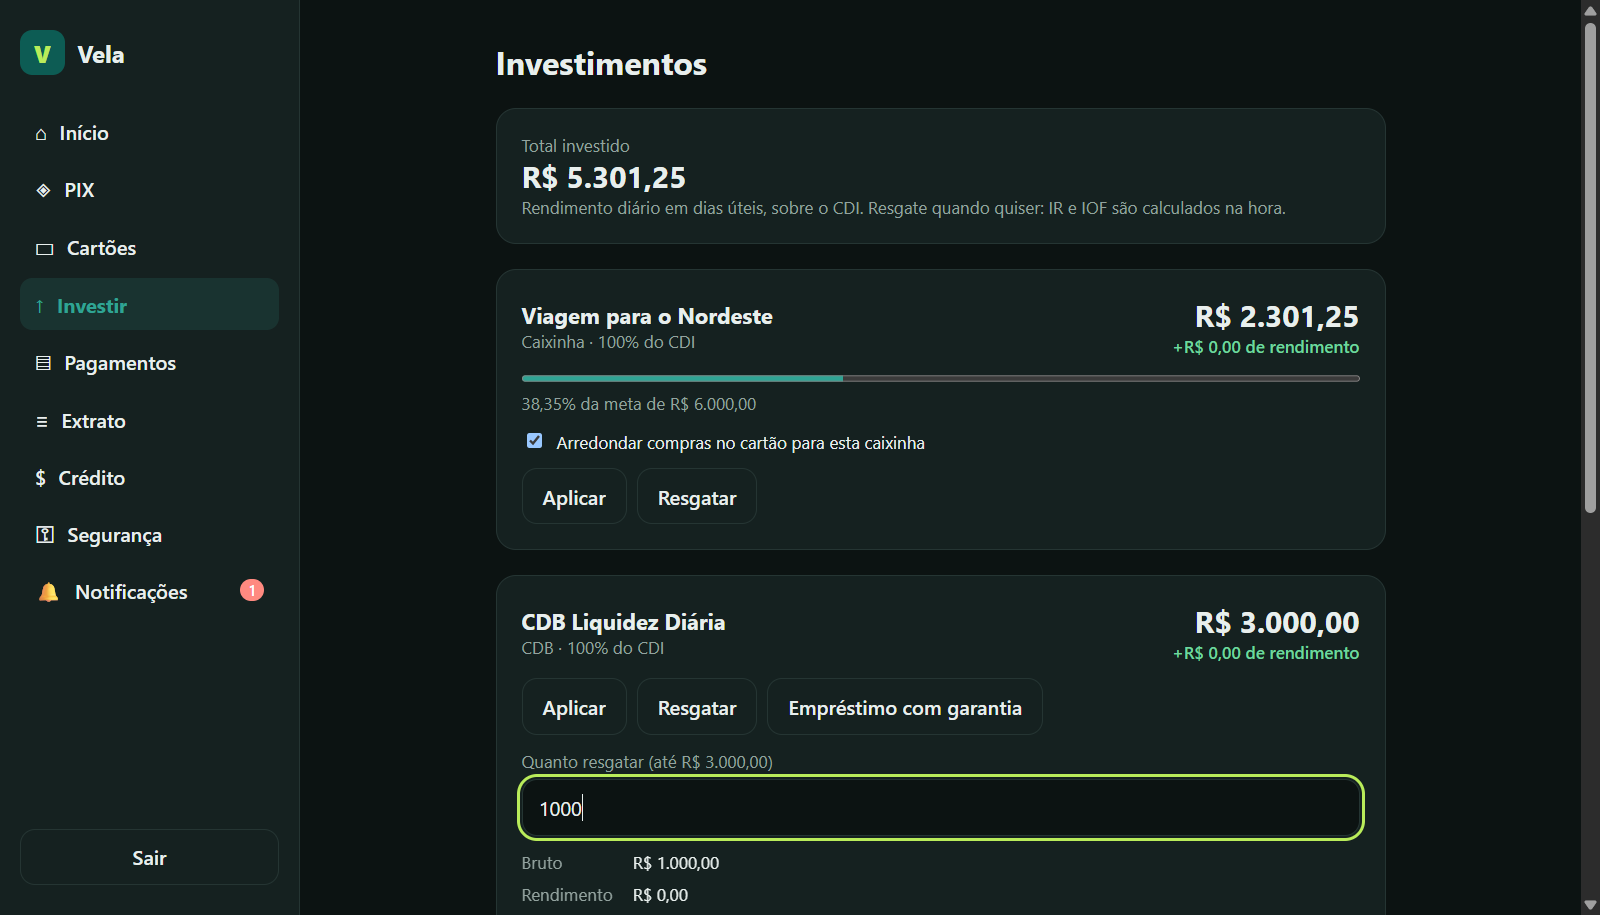 V Vela
Início
PIX
Cartões
Investir
Pagamentos
Extrato
$ Crédito
Segurança
Notificações 1
Sair
Investimentos
Total investido
R$ 5.301,25
Rendimento diário em dias úteis, sobre o CDI. Resgate quando quiser: IR e IOF são calculados na hora.
Viagem para o Nordeste
Caixinha · 100% do CDI
R$ 2.301,25
+R$ 0,00 de rendimento
38,35% da meta de R$ 6.000,00
Arredondar compras no cartão para esta caixinha
Aplicar Resgatar
CDB Liquidez Diária
CDB · 100% do CDI
R$ 3.000,00
+R$ 0,00 de rendimento
Aplicar Resgatar Empréstimo com garantia
Quanto resgatar (até R$ 3.000,00)
1000
Bruto R$ 1.000,00
Rendimento R$ 0,00